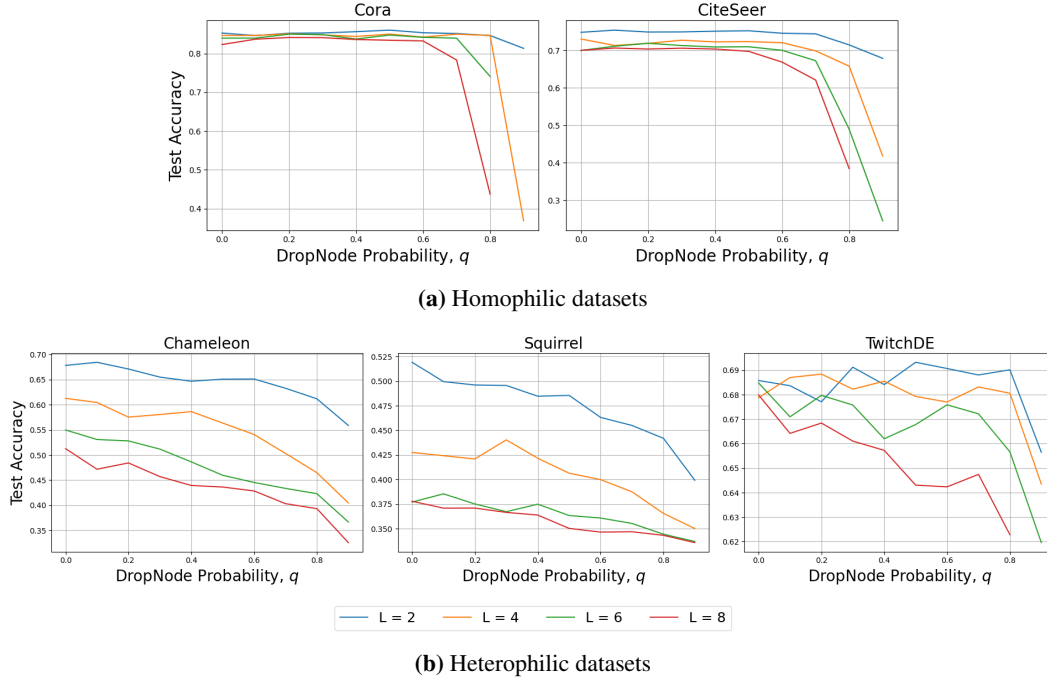 Cora
CiteSeer
Test Accuracy
0.8
0.7
0.6
0.5
0.4
0.7
0.6
0.5
0.4
0.3
0.0 0.2 0.4 0.6 0.8
0.0 0.2 0.4 0.6 0.8
DropNode Probability, q
DropNode Probability, q
(a) Homophilic datasets
Chameleon
Squirrel
TwitchDE
Test Accuracy
0.70
0.65
0.60
0.55
0.50
0.45
0.40
0.35
0.525
0.500
0.475
0.450
0.425
0.400
0.375
0.350
0.69
0.68
0.67
0.66
0.65
0.64
0.63
0.62
0.0 0.2 0.4 0.6 0.8
0.0 0.2 0.4 0.6 0.8
0.0 0.2 0.4 0.6 0.8
DropNode Probability, q
DropNode Probability, q
DropNode Probability, q
L = 2 L = 4 L = 6 L = 8
(b) Heterophilic datasets